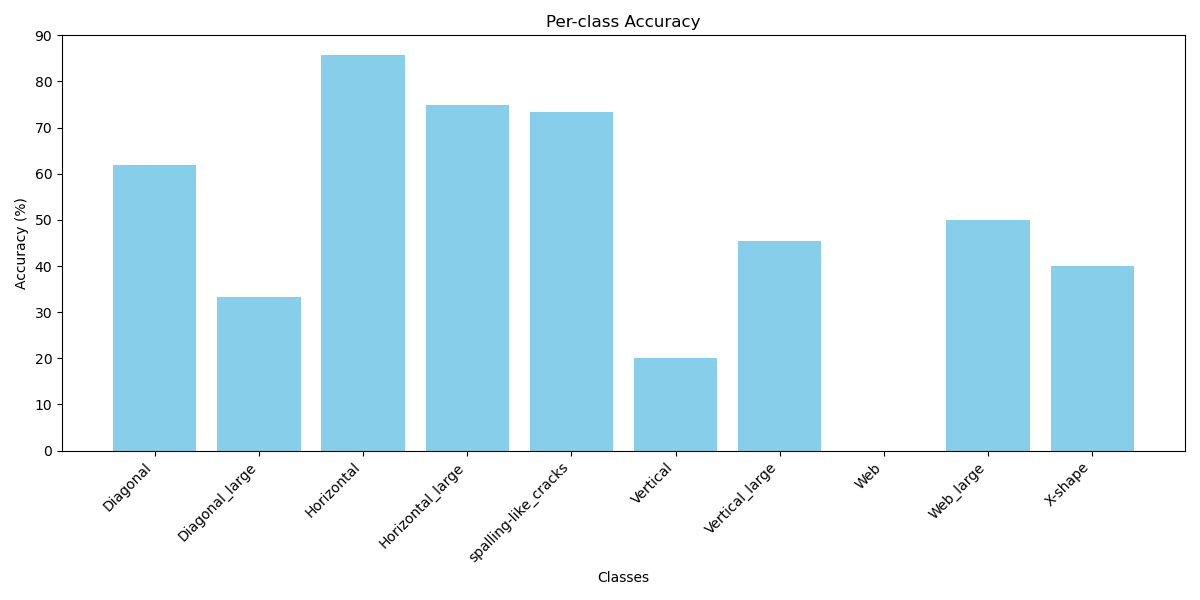 Per-class Accuracy
Accuracy (%)
90
80
70
60
50
40
30
20
10
0
Diagonal
Diagonal_large
Horizontal
Horizontal_large
spalling-like_cracks
Vertical
Vertical_large
Web
Web_large
X-shape
Classes